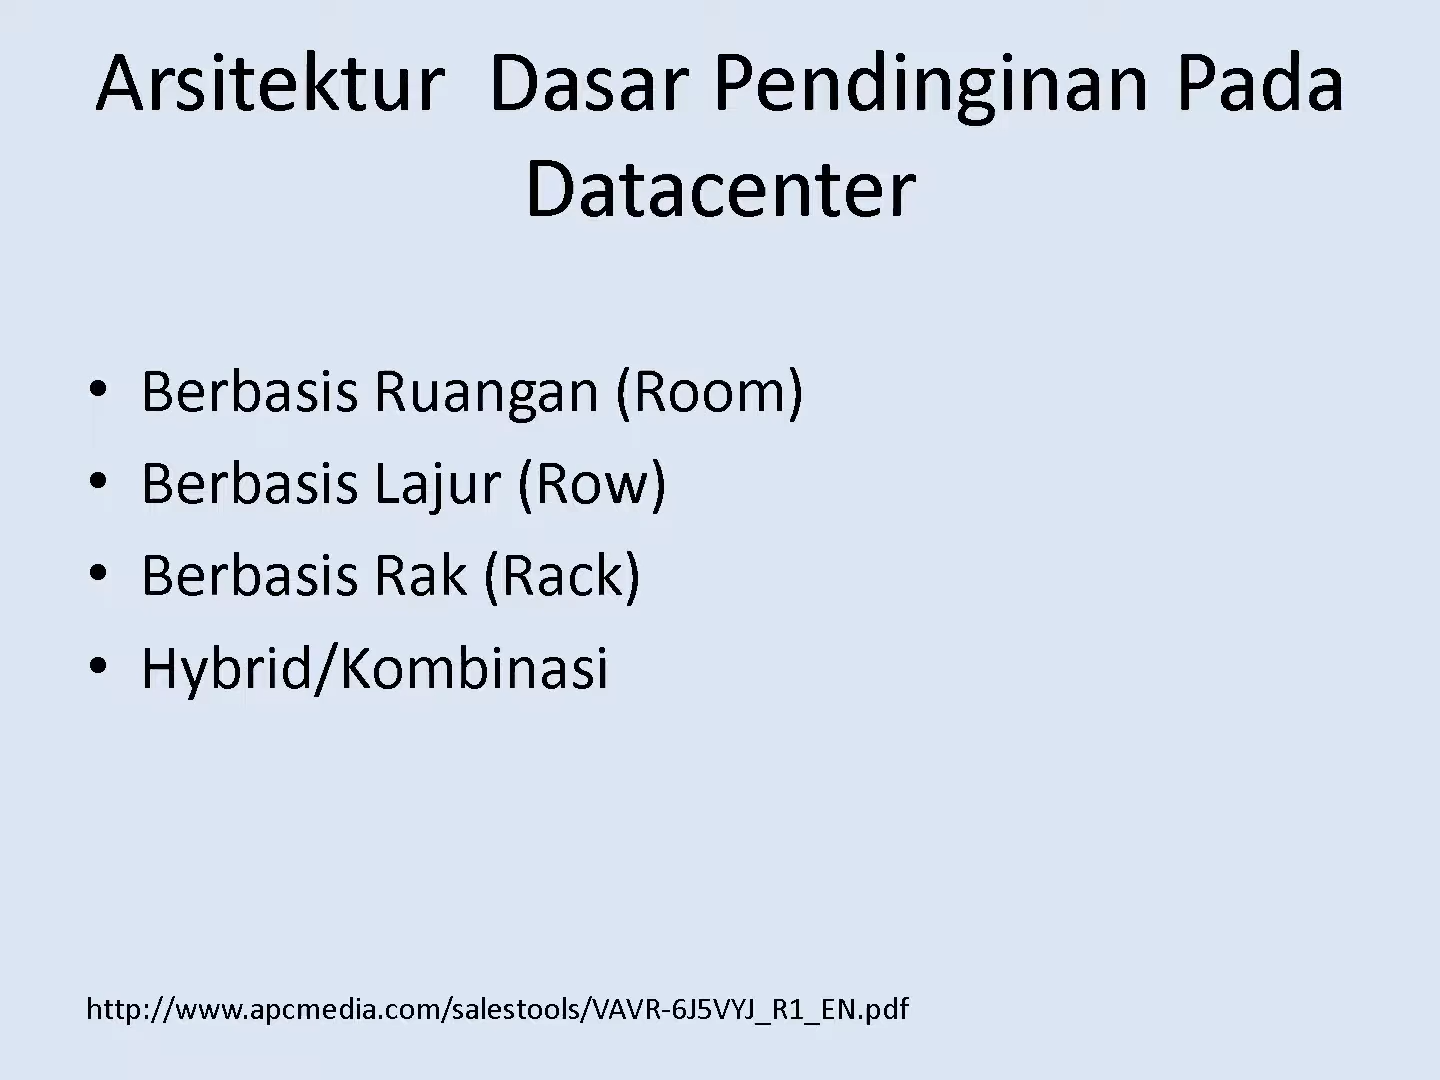 Arsitektur  Dasar Pendinginan Pada
Datacenter
• Berbasis Ruangan (Room)
• Berbasis Lajur (Row)
• Berbasis Rak (Rack)
• Hybrid/Kombinasi
http://www.apcmedia.com/salestools/VAVR-6J5VYJ_R1_EN.pdf